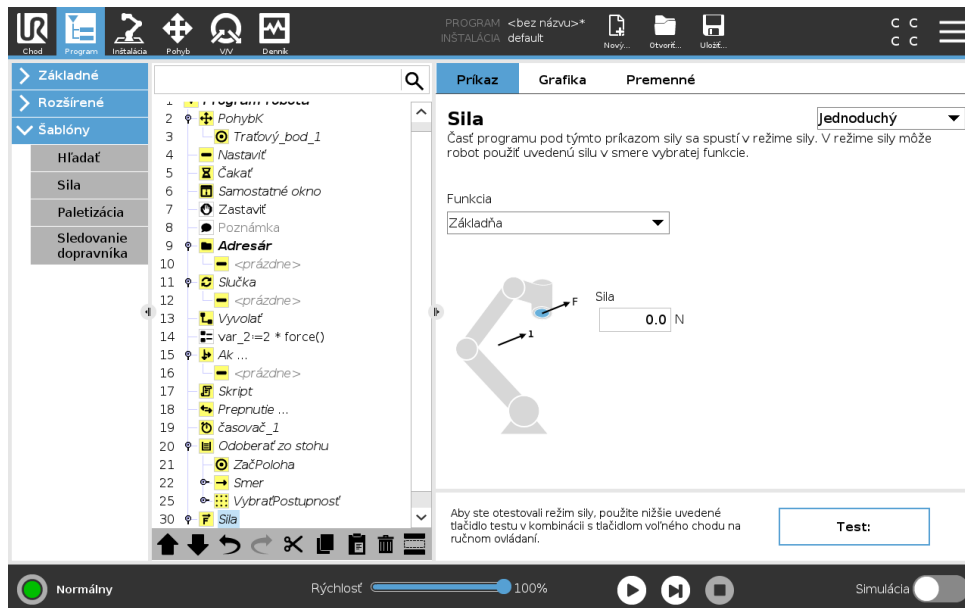 PROGRAM <bez názvu>*
INŠTALÁCIA default
Chod
Program
Inštalácia
Pohyb
V/V
Denník
Nový...
Otvoriť...
Uložiť...
C C
C C
Základné
Rozšírené
Šablóny
Hľadať
Sila
Paletizácia
Sledovanie
dopravníka
1 Program robota
2 PohybK
3 Traťový_bod_1
4 Nastaviť
5 Čakať
6 Samostatné okno
7 Zastaviť
8 Poznámka
9 Adresár
10 <prázdne>
11 Slučka
12 <prázdne>
13 Vyvolať
14 var_2:=2 * force()
15 Ak ...
16 <prázdne>
17 Skript
18 Prepnutie ...
19 časovač_1
20 Odoberať zo stohu
21 ZačPoloha
22 Smer
25 VybraťPostupnosť
30 Sila
Príkaz Grafika Premenné
Sila
Jednoduchý
Časť programu pod týmto príkazom sily sa spustí v režime sily. V režime sily môže
robot použiť uvedenú silu v smere vybratej funkcie.
Funkcia
Základňa
F
1
Sila
0.0 N
Aby ste otestovali režim sily, použite nižšie uvedené
tlačidlo testu v kombinácii s tlačidlom voľného chodu na
ručnom ovládaní.
Test:
Normálny
Rýchlosť
100%
Simulácia